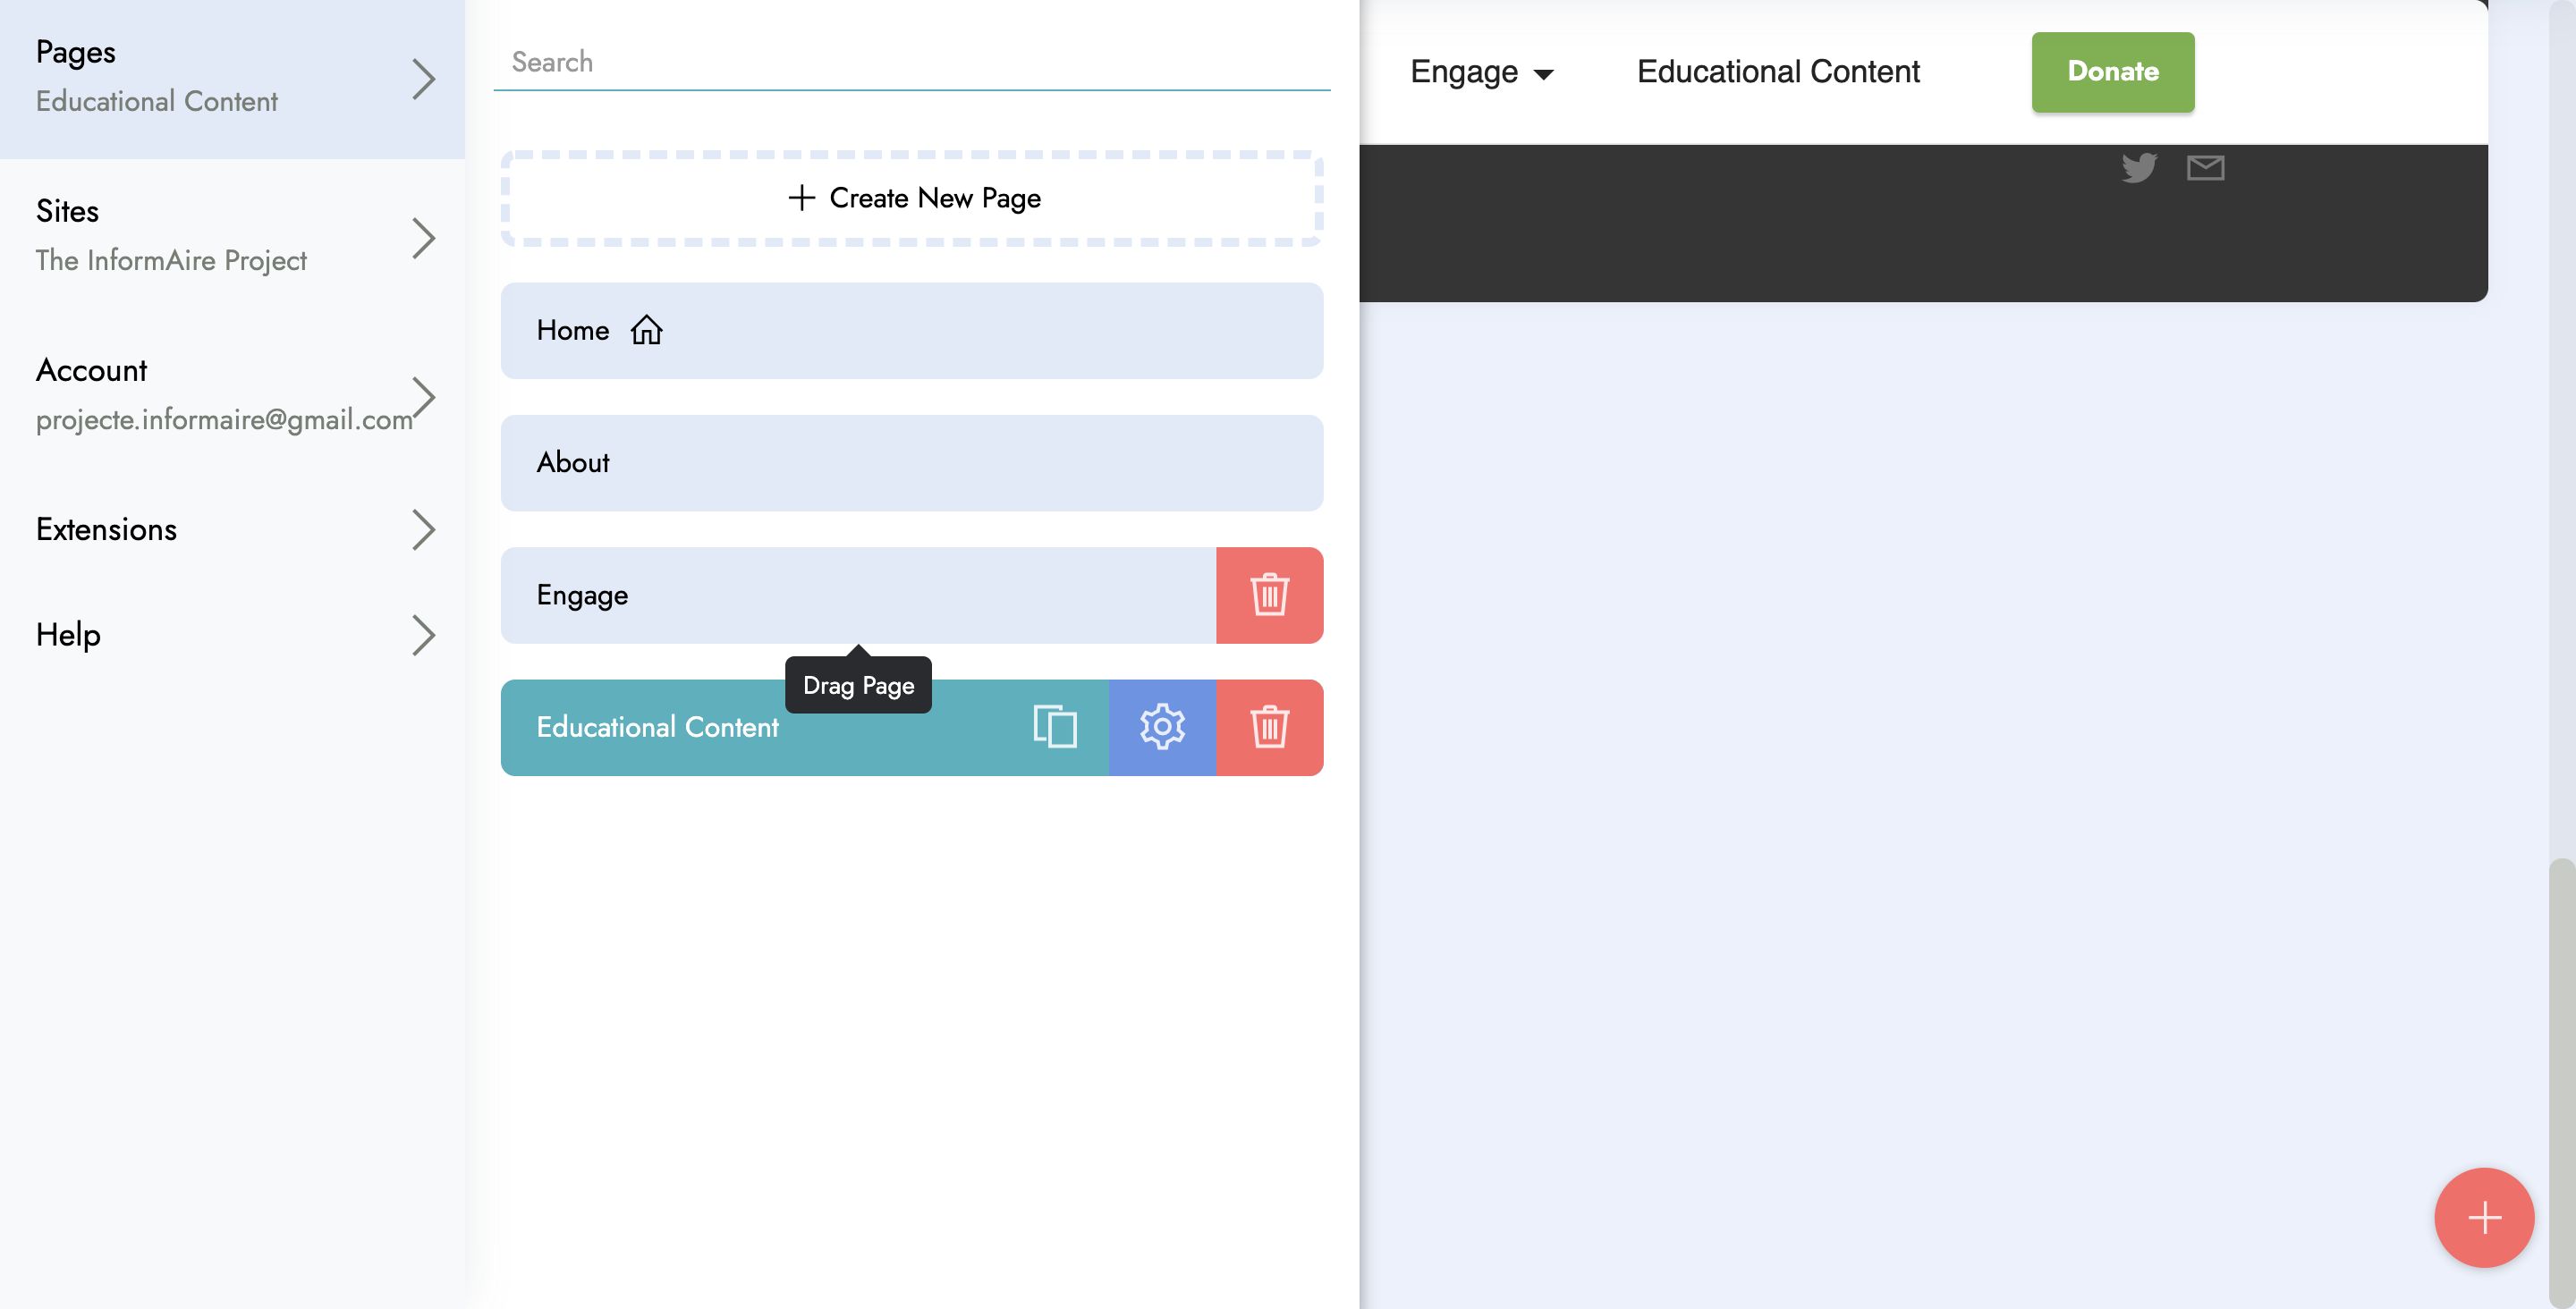 Pages
Educational Content
Sites
The InformAire Project
Account
projecte.informaire@gmail.com
Extensions
Help
Search
Create New Page
Home
About
Engage
Drag Page
Educational Content
Engage
Educational Content
Donate